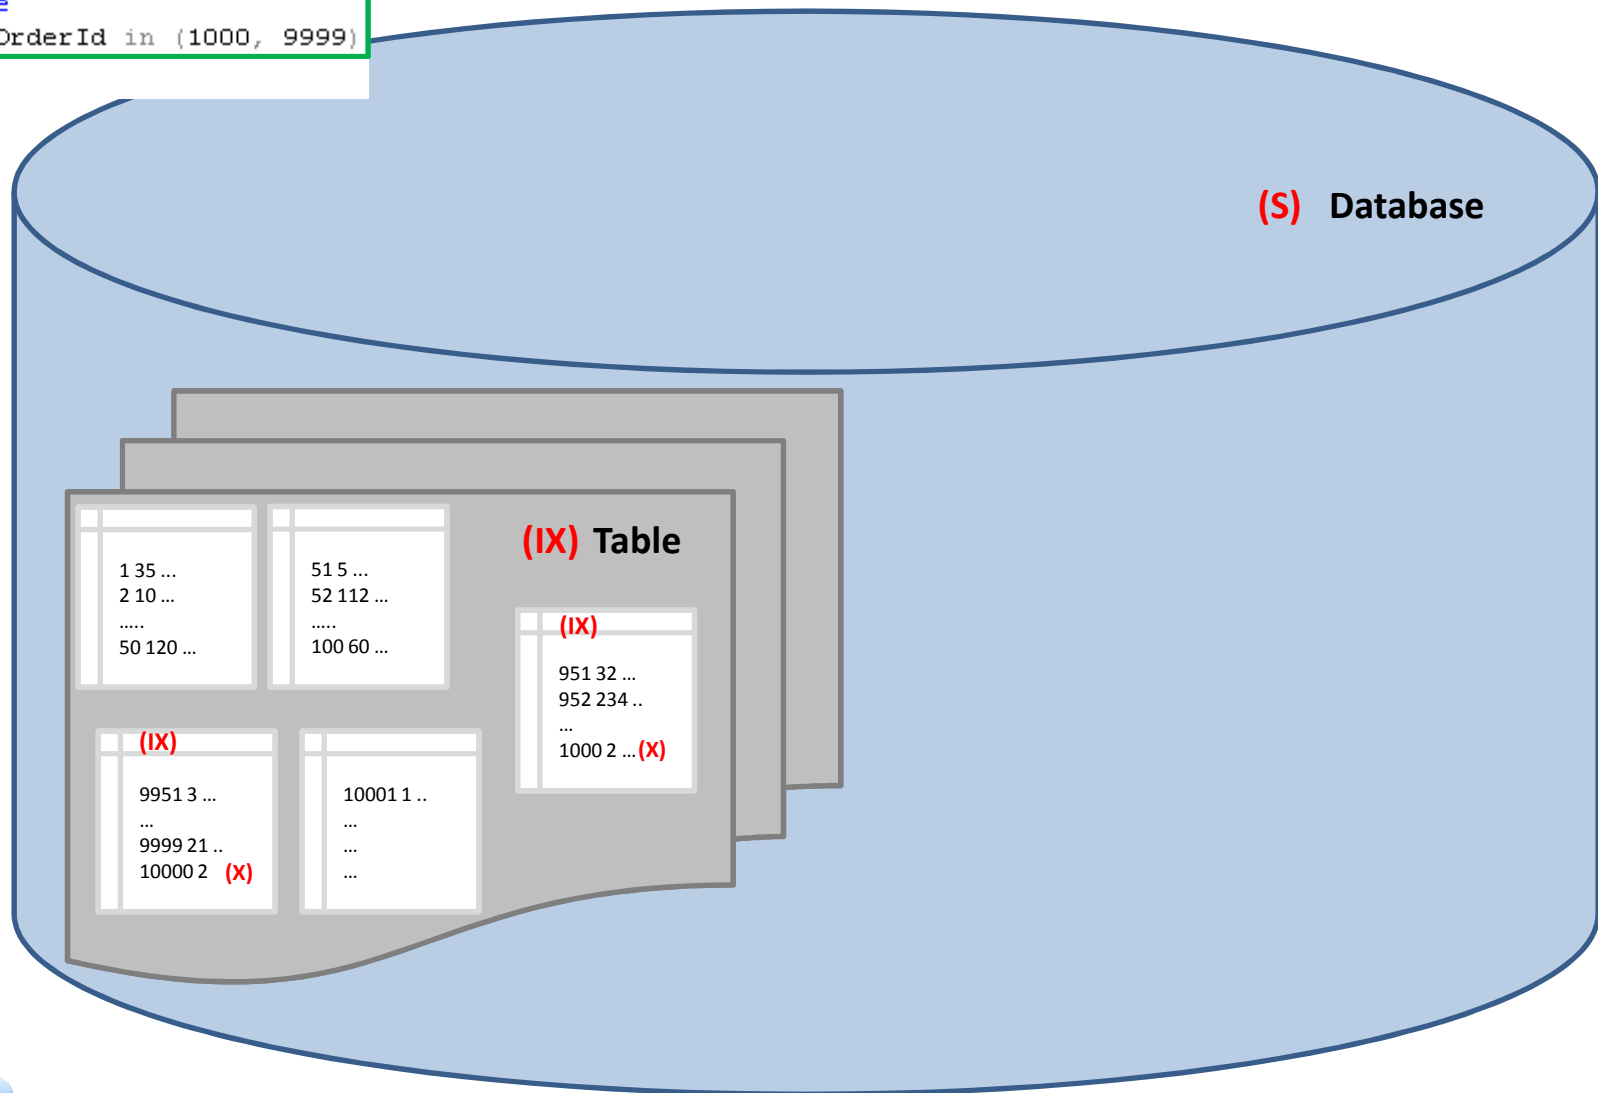 OrderId in (1000, 9999)
(S) Database
(IX) Table
1 35 ...
2 10 ...
.....
50 120 ...
51 5 ...
52 112 ...
.....
100 60 ...
(IX)
951 32 ...
952 234 ..
...
1000 2 ... (X)
(IX)
9951 3 ...
...
9999 21 ..
10000 2 (X)
10001 1 ..
...
...
...